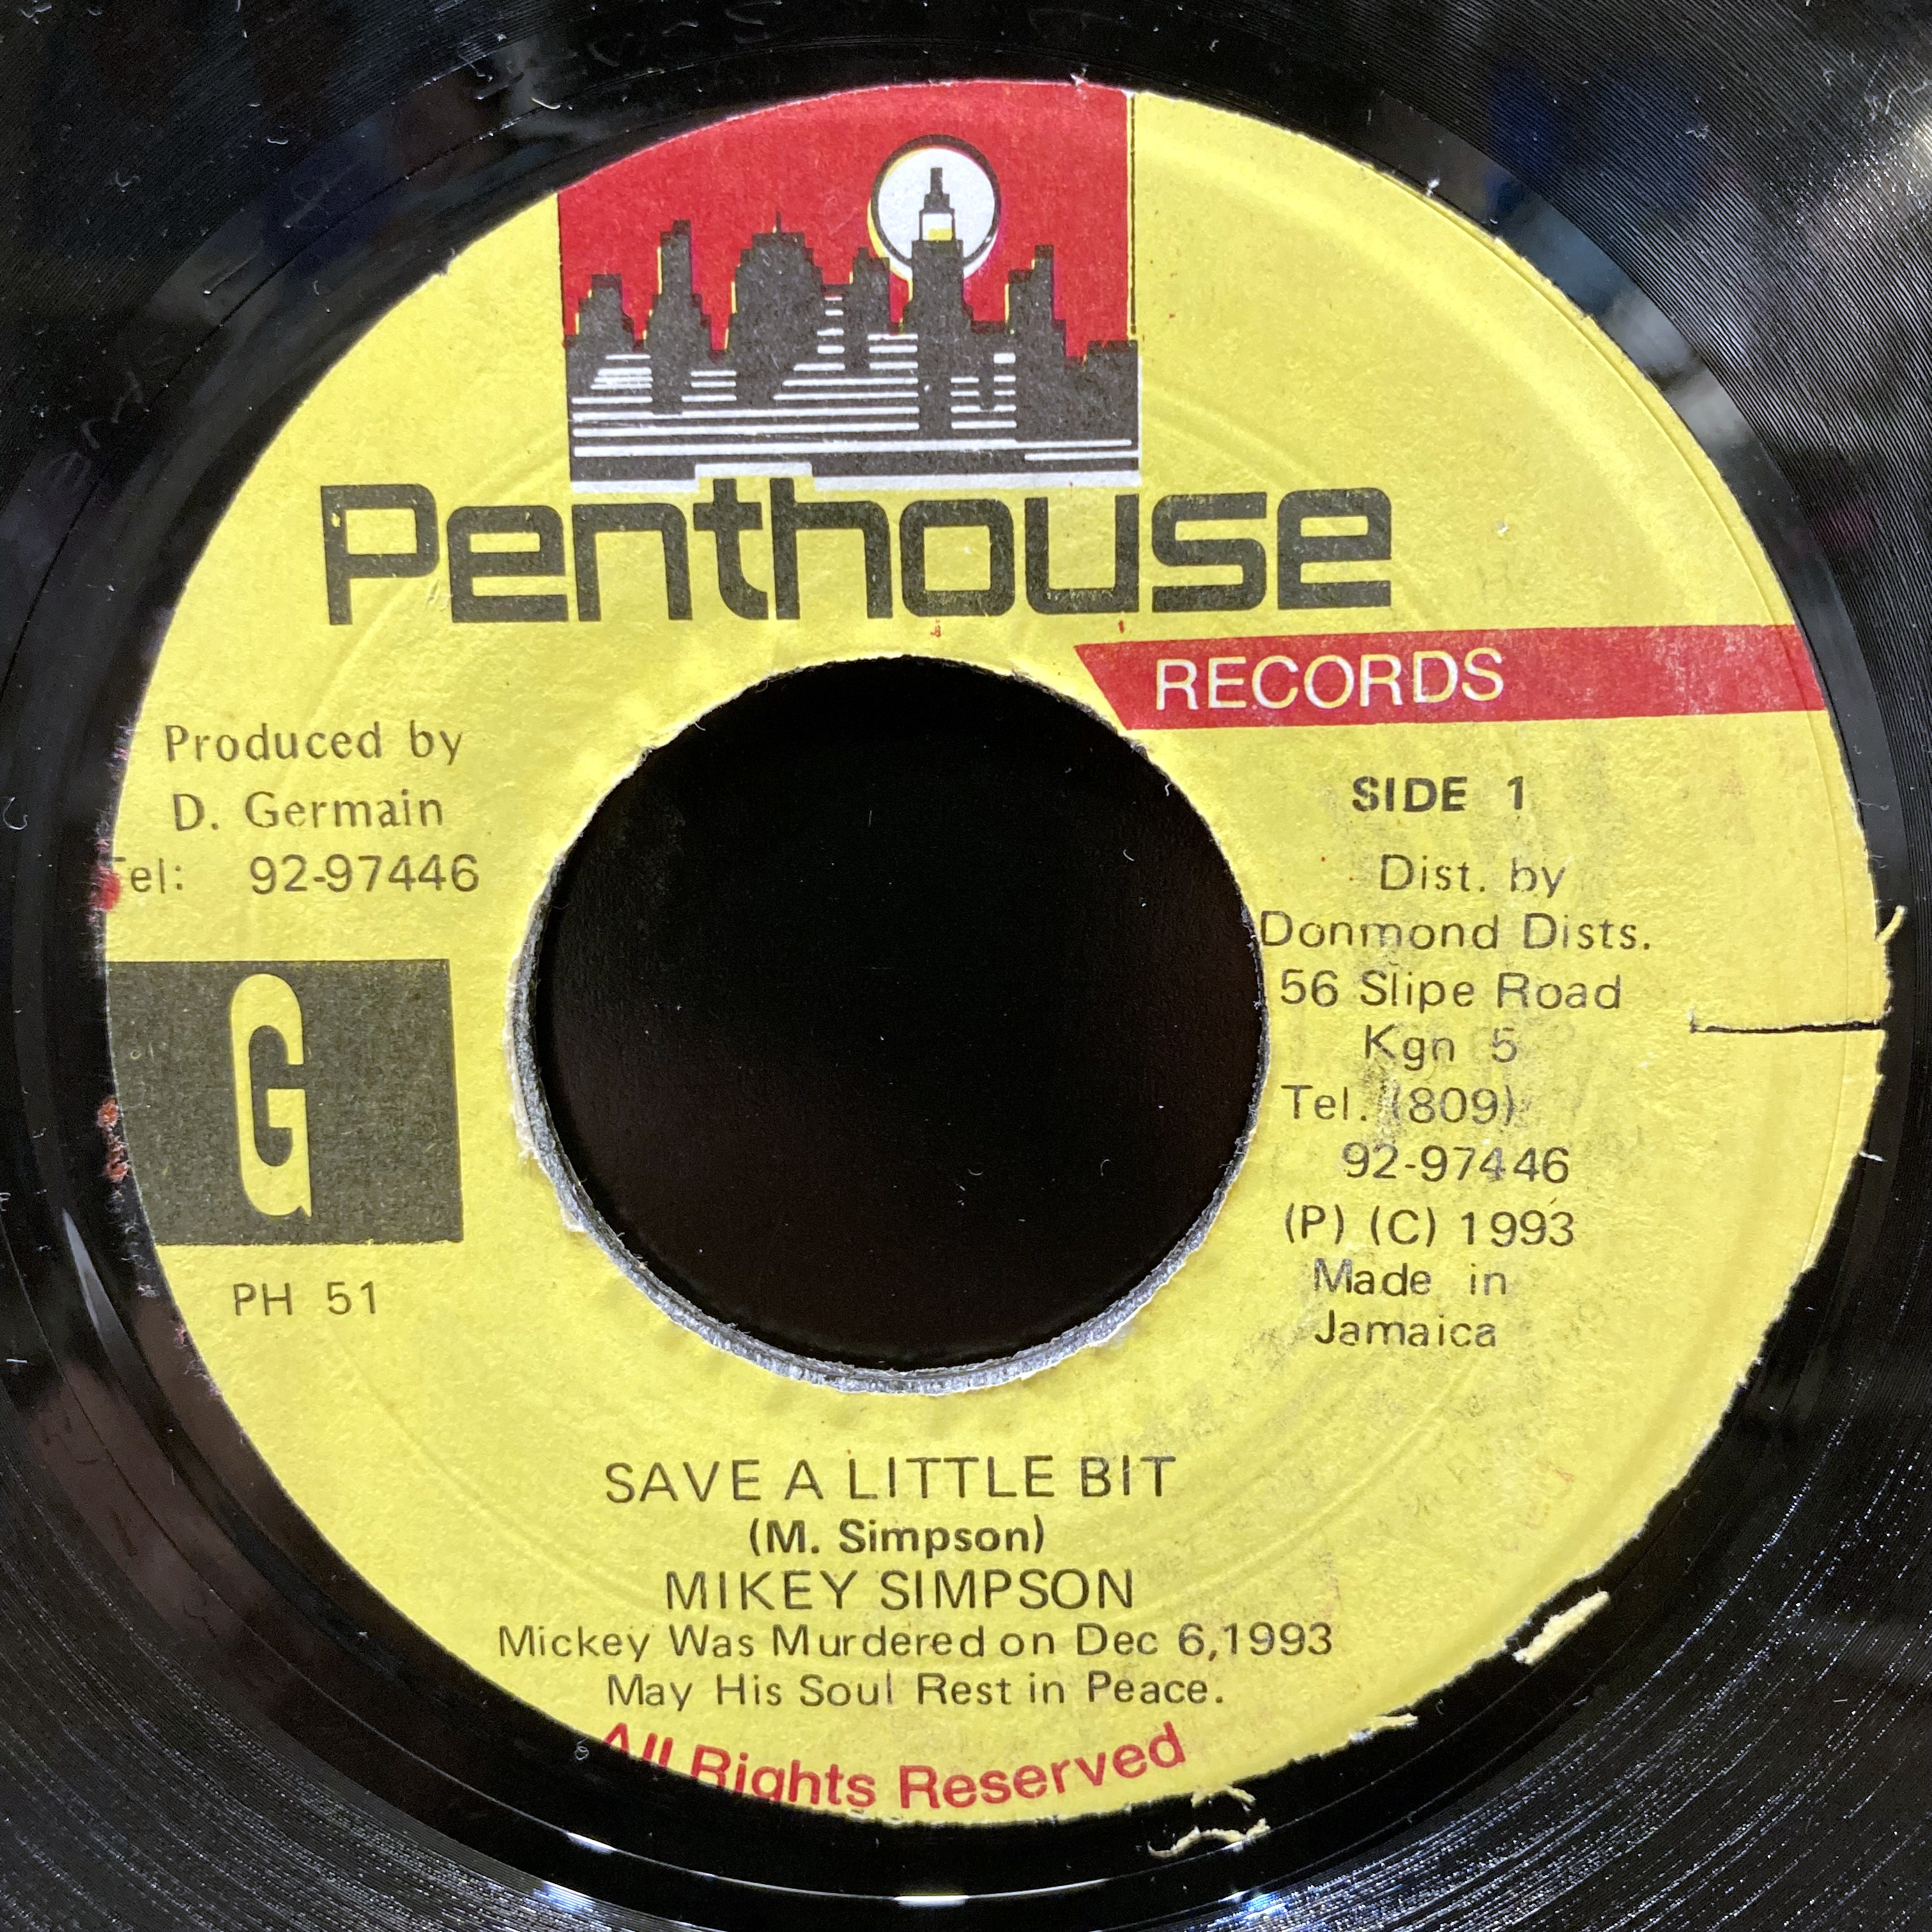 Penthouse
RECORDS
Produced by
D. Germain
Tel: 92-97446
G
PH 51
SIDE 1
Dist. by
Donmond Dists.
56 Slipe Road
Kgn 5
Tel. (809)
92-97446
(P) (C) 1993
Made in
Jamaica
SAVE A LITTLE BIT
(M. Simpson)
MIKEY SIMPSON
Mickey Was Murdered on Dec 6,1993
May His Soul Rest in Peace.
All Rights Reserved